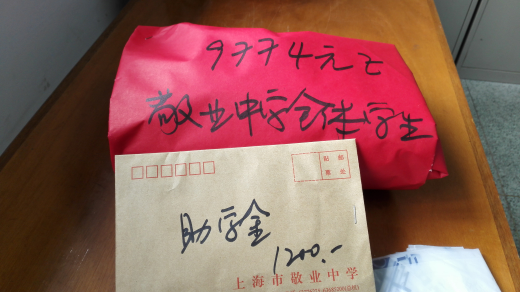 9774元
敬业中学全体学生
贴 邮
票 处
助学金
1200.-
上海市敬业中学